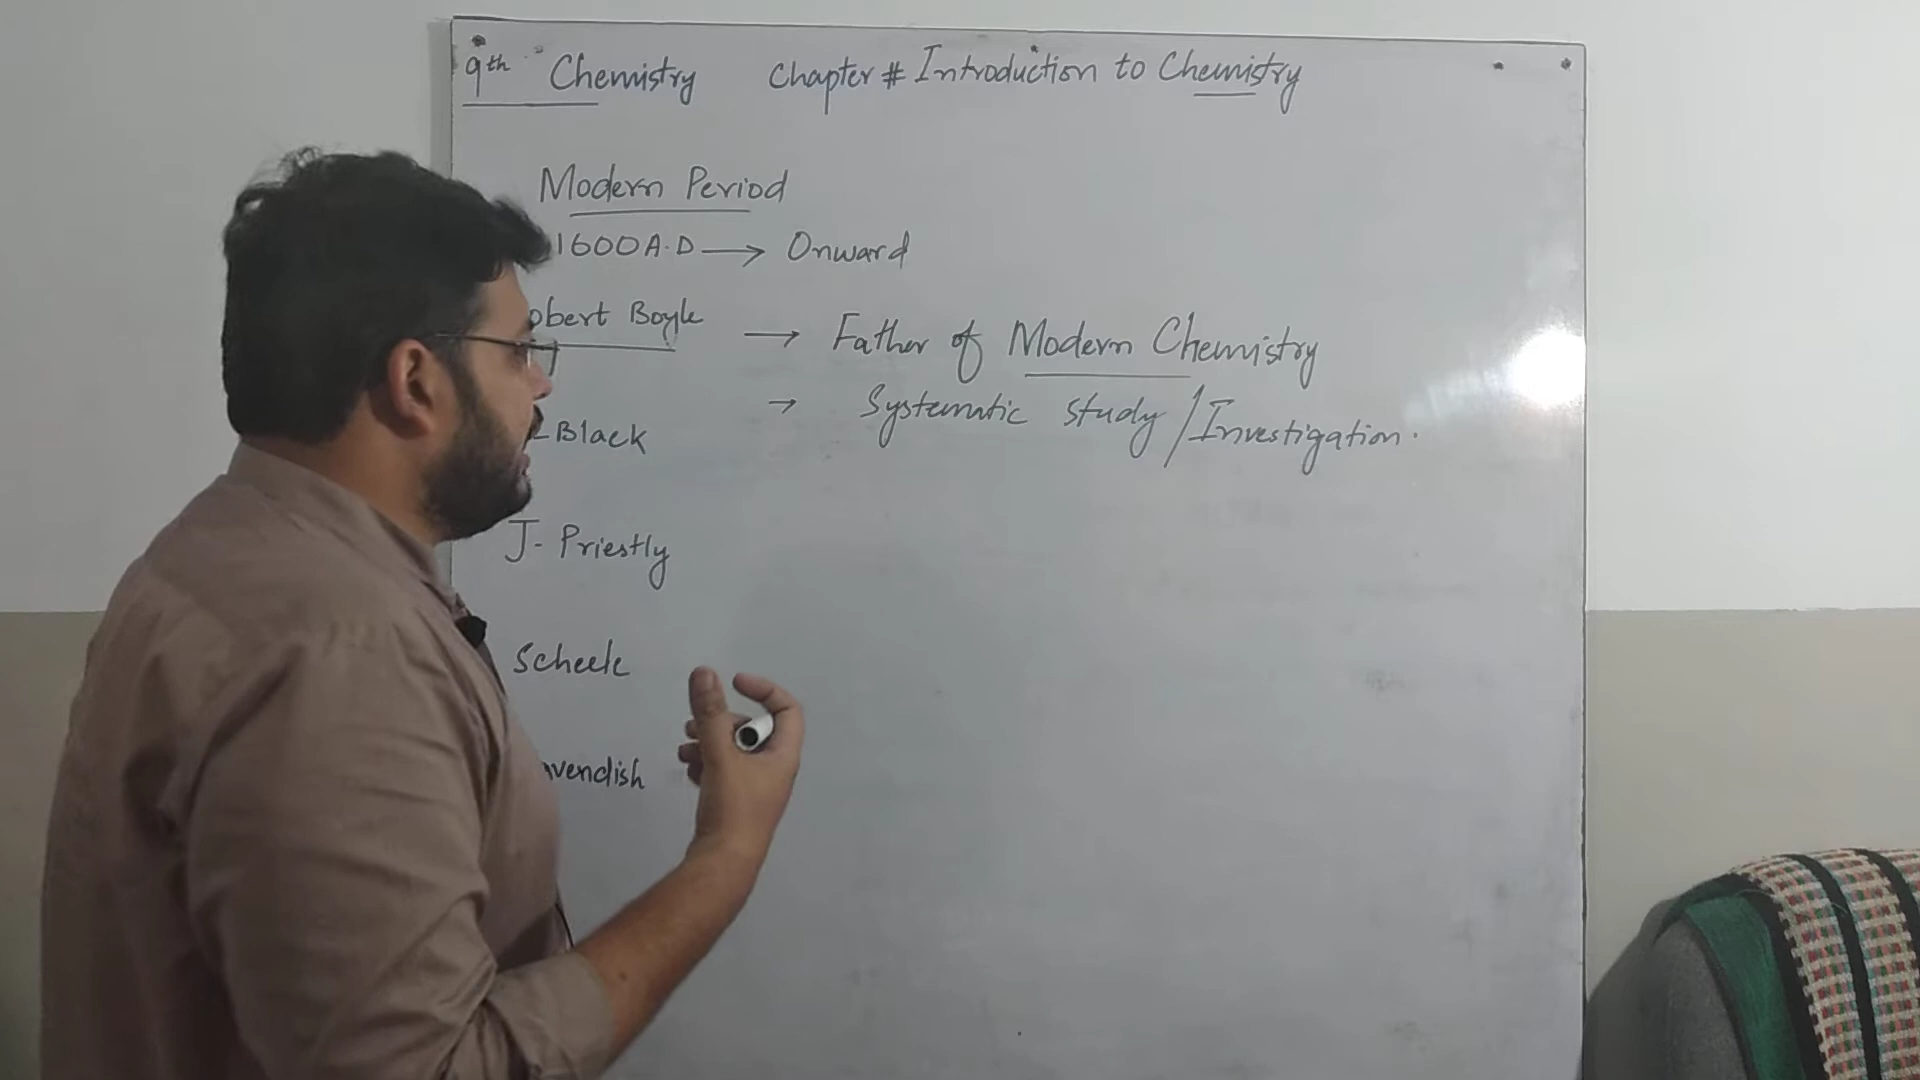 9th Chemistry Chapter # Introduction to Chemistry
Modern Period
1600 A.D → Onward
obert Boyle → Father of Modern Chemistry
→ Systematic Study / Investigation.
-Black
J- Priestly
Scheele
avendish